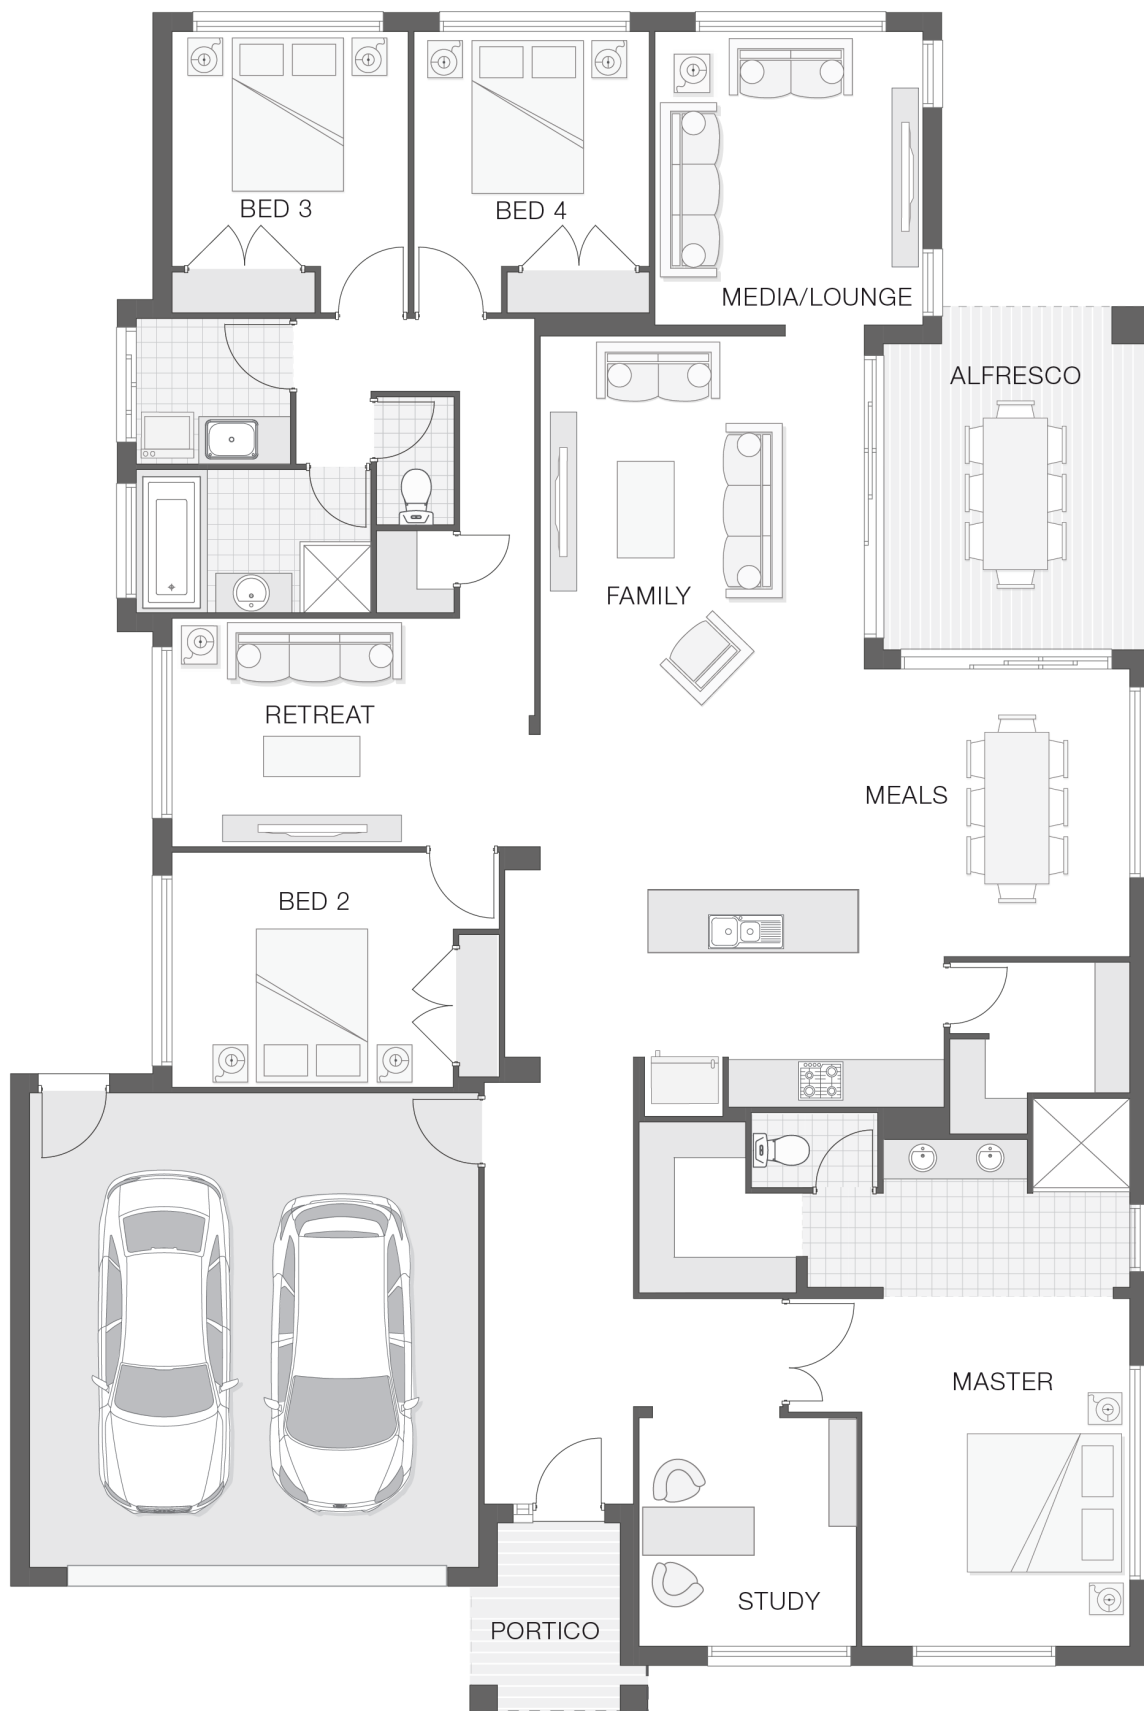 BED 3
BED 4
MEDIA/LOUNGE
ALFRESCO
FAMILY
RETREAT
MEALS
BED 2
MASTER
STUDY
PORTICO